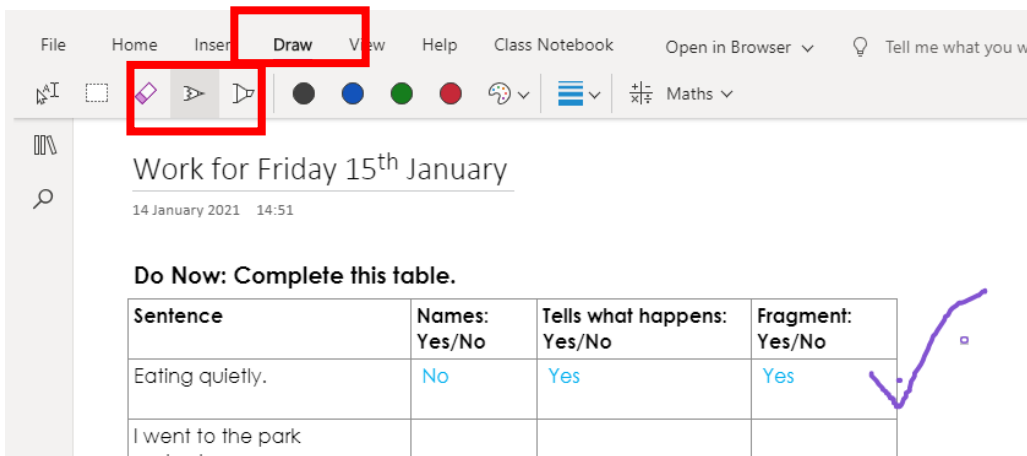 File Home Inser Draw View Help Class Notebook Open in Browser Tell me what you w
Maths
Work for Friday 15th January
14 January 2021 14:51
Do Now: Complete this table.
Sentence Names: Yes/No Tells what happens: Yes/No Fragment: Yes/No
Eating quietly. No Yes Yes
I went to the park